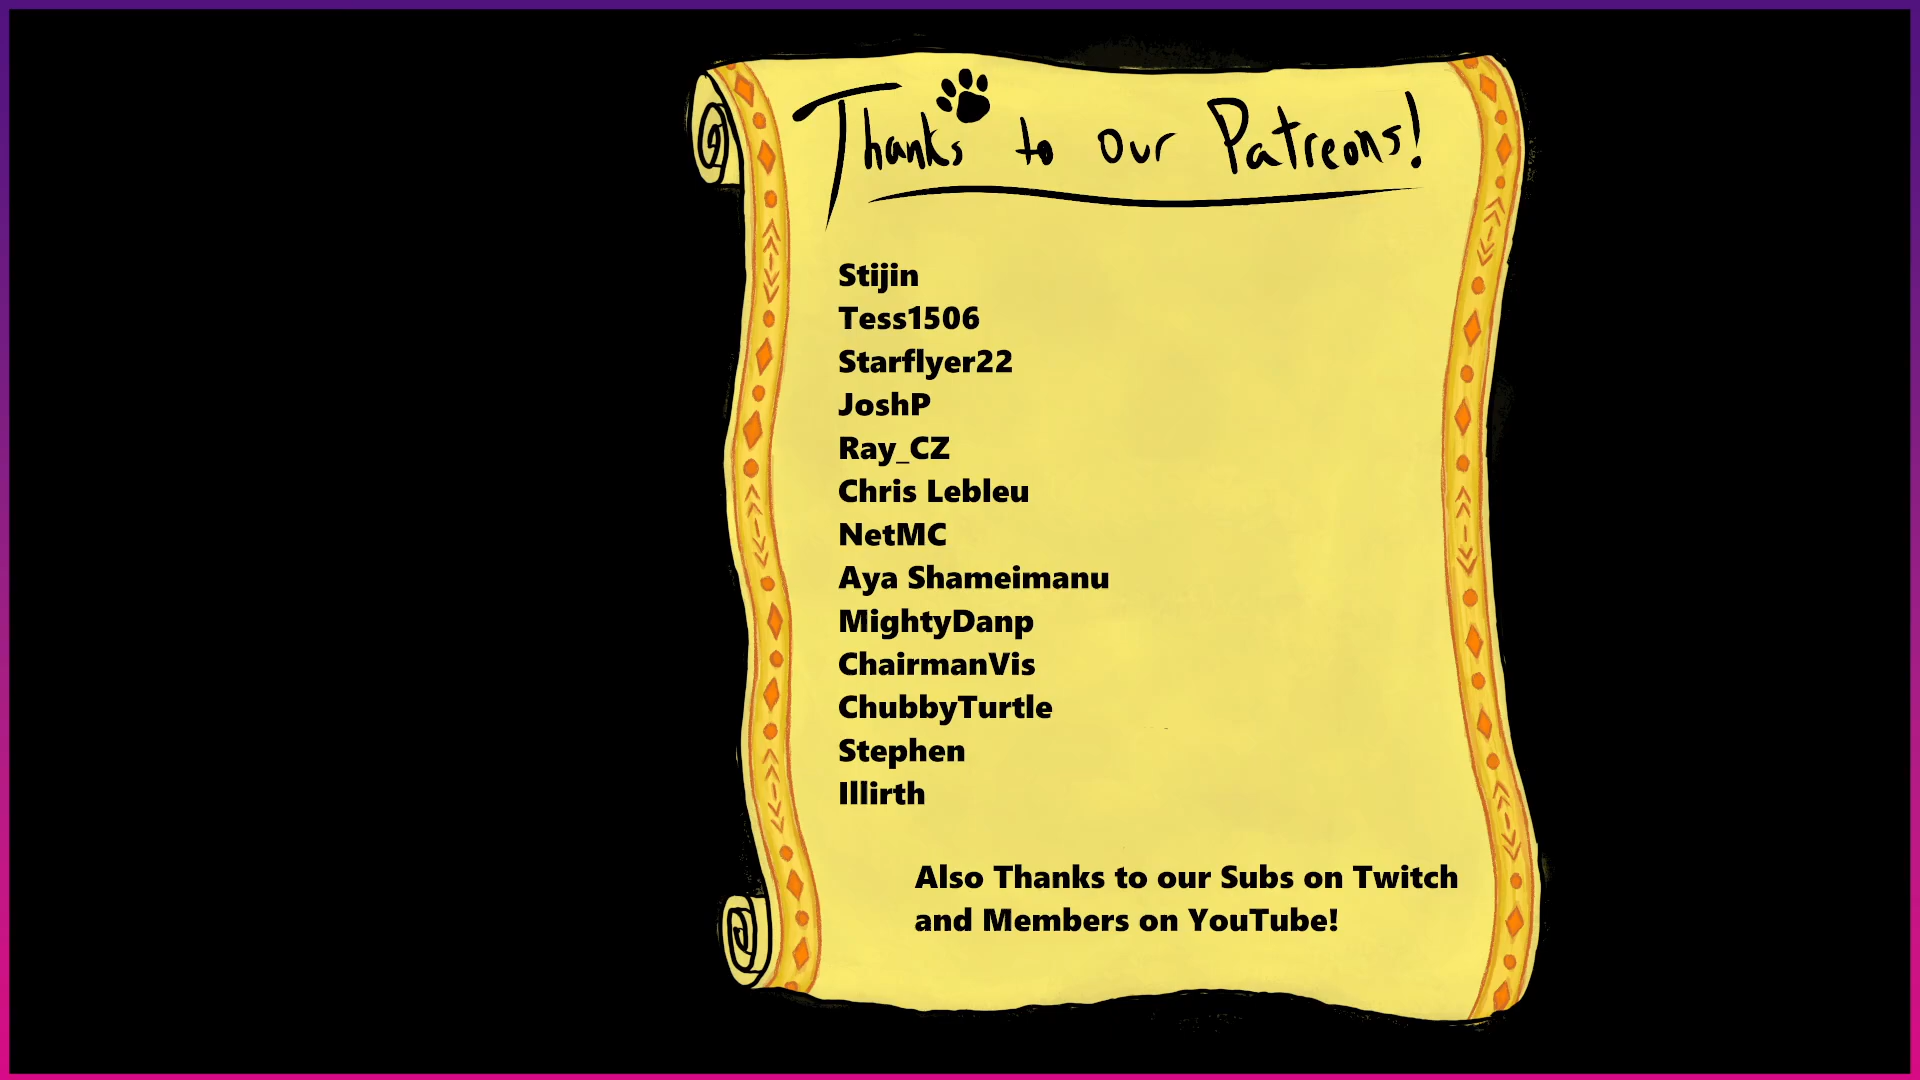 Thanks to our Patreons!
Stijin
Tess1506
Starflyer22
JoshP
Ray_CZ
Chris Lebleu
NetMC
Aya Shameimanu
MightyDanp
ChairmanVis
ChubbyTurtle
Stephen
Illirth
Also Thanks to our Subs on Twitch
and Members on YouTube!